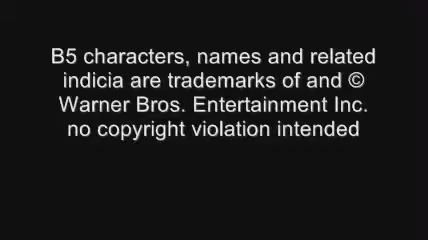 B5 characters, names and related
indicia are trademarks of and ©
Warner Bros. Entertainment Inc.
no copyright violation intended